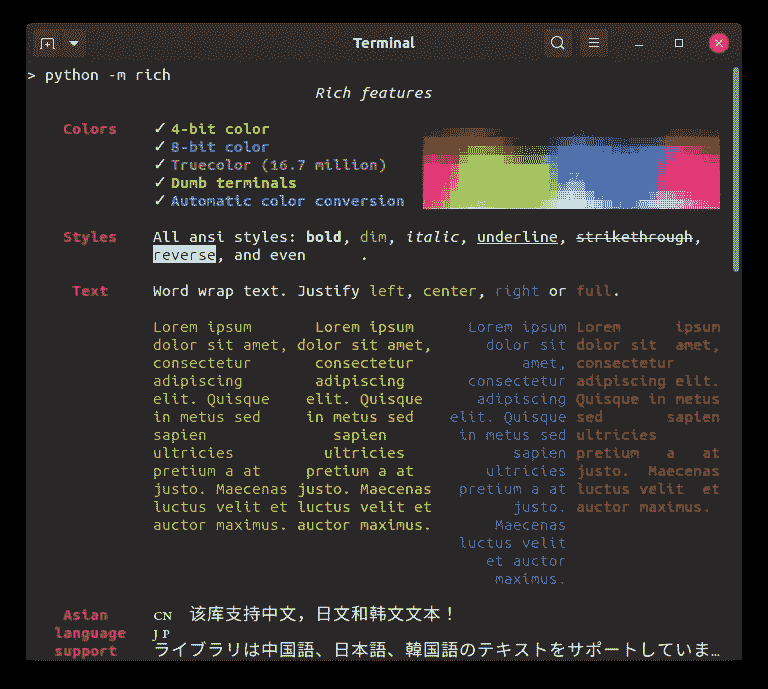 Terminal
> python -m rich
Rich features
Colors ✓ 4-bit color
✓ 8-bit color
✓ Truecolor (16.7 million)
✓ Dumb terminals
✓ Automatic color conversion
Styles All ansi styles: bold, dim, italic, underline, strikethrough,
reverse, and even .
Text Word wrap text. Justify left, center, right or full.
Lorem ipsum
dolor sit amet,
consectetur
adipiscing
elit. Quisque
in metus sed
sapien
ultricies
pretium a at
justo. Maecenas
luctus velit et
auctor maximus.
Lorem ipsum
dolor sit amet,
consectetur
adipiscing
elit. Quisque
in metus sed
sapien
ultricies
pretium a at
justo. Maecenas
luctus velit et
auctor maximus.
Lorem ipsum
dolor sit
amet,
consectetur
adipiscing
elit. Quisque
in metus sed
sapien
ultricies
pretium a at
justo.
Maecenas
luctus velit
et auctor
maximus.
Lorem ipsum
dolor sit amet,
consectetur
adipiscing elit.
Quisque in metus
sed sapien
ultricies
pretium a at
justo. Maecenas
luctus velit et
auctor maximus.
Asian
language
support
CN 该库支持中文，日文和韩文文本！
JP
ライブラリは中国語、日本語、韓国語のテキストをサポートしていま…